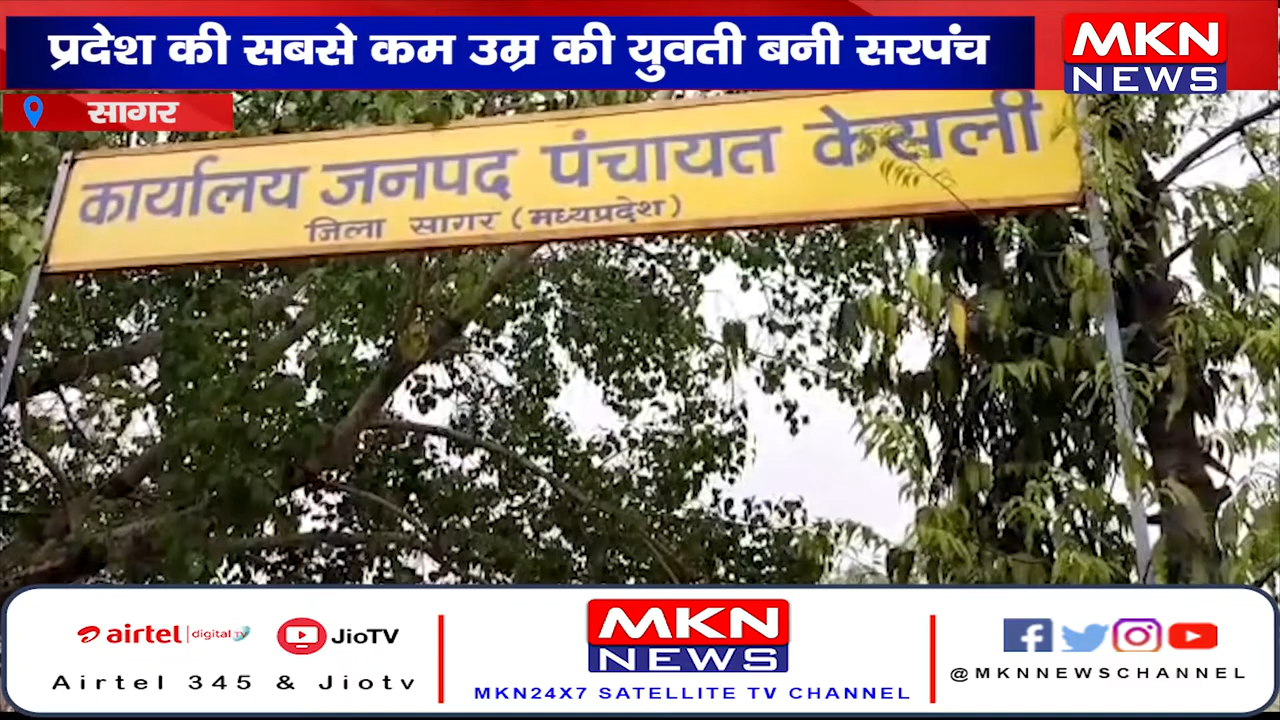 प्रदेश की सबसे कम उम्र की युवती बनी सरपंच
MKN
NEWS
सागर
कार्यालय जनपद पंचायत केसली
जिला सागर (मध्यप्रदेश)
airtel digital TV
JioTV
Airtel 345 & Jiotv
MKN
NEWS
MKN24X7 SATELLITE TV CHANNEL
@MKNNEWSCHANNEL